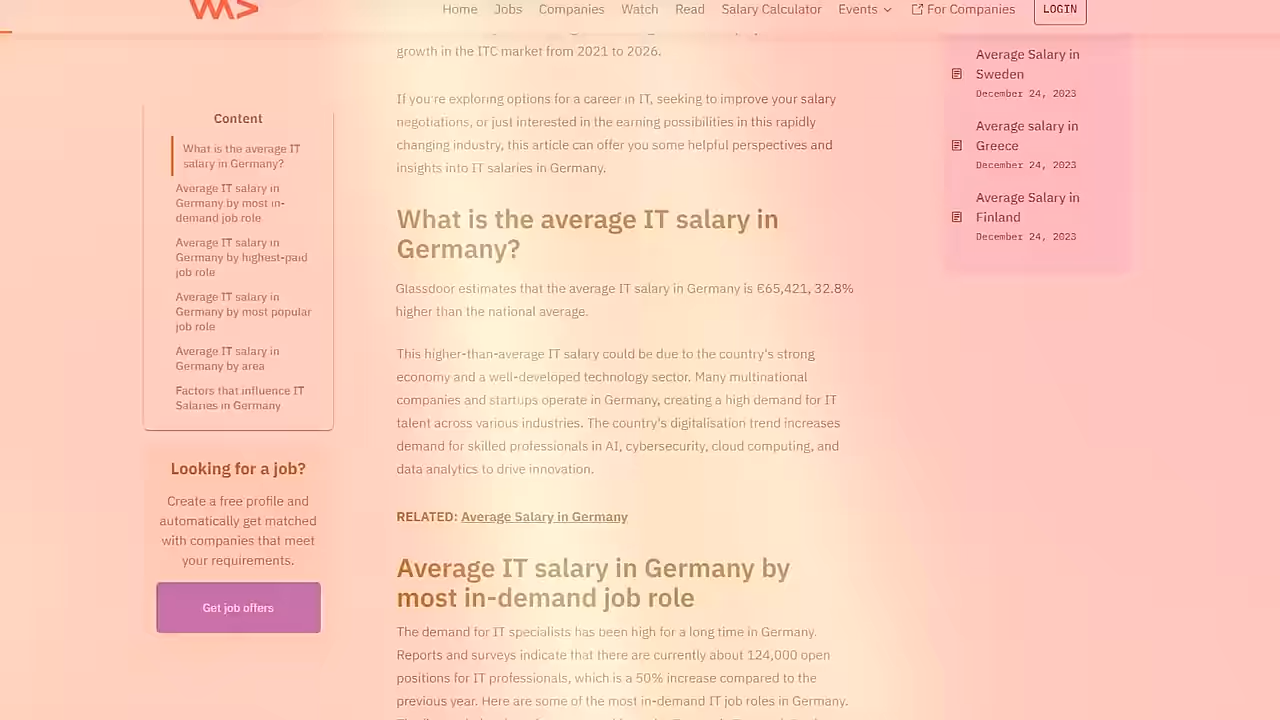 Home Jobs Companies Watch Read Salary Calculator Events For Companies LOGIN
growth in the ITC market from 2021 to 2026.
If you're exploring options for a career in IT, seeking to improve your salary
negotiations, or just interested in the earning possibilities in this rapidly
changing industry, this article can offer you some helpful perspectives and
insights into IT salaries in Germany.
What is the average IT salary in
Germany?
Glassdoor estimates that the average IT salary in Germany is €65,421, 32.8%
higher than the national average.
This higher-than-average IT salary could be due to the country's strong
economy and a well-developed technology sector. Many multinational
companies and startups operate in Germany, creating a high demand for IT
talent across various industries. The country's digitalisation trend increases
demand for skilled professionals in AI, cybersecurity, cloud computing, and
data analytics to drive innovation.
RELATED: Average Salary in Germany
Average IT salary in Germany by
most in-demand job role
The demand for IT specialists has been high for a long time in Germany.
Reports and surveys indicate that there are currently about 124,000 open
positions for IT professionals, which is a 50% increase compared to the
previous year. Here are some of the most in-demand IT job roles in Germany.
Content
What is the average IT
salary in Germany?
Average IT salary in
Germany by most in-
demand job role
Average IT salary in
Germany by highest-paid
job role
Average IT salary in
Germany by most popular
job role
Average IT salary in
Germany by area
Factors that influence IT
Salaries in Germany
Looking for a job?
Create a free profile and
automatically get matched
with companies that meet
your requirements.
Get job offers
Average Salary in
Sweden
December 24, 2023
Average salary in
Greece
December 24, 2023
Average Salary in
Finland
December 24, 2023